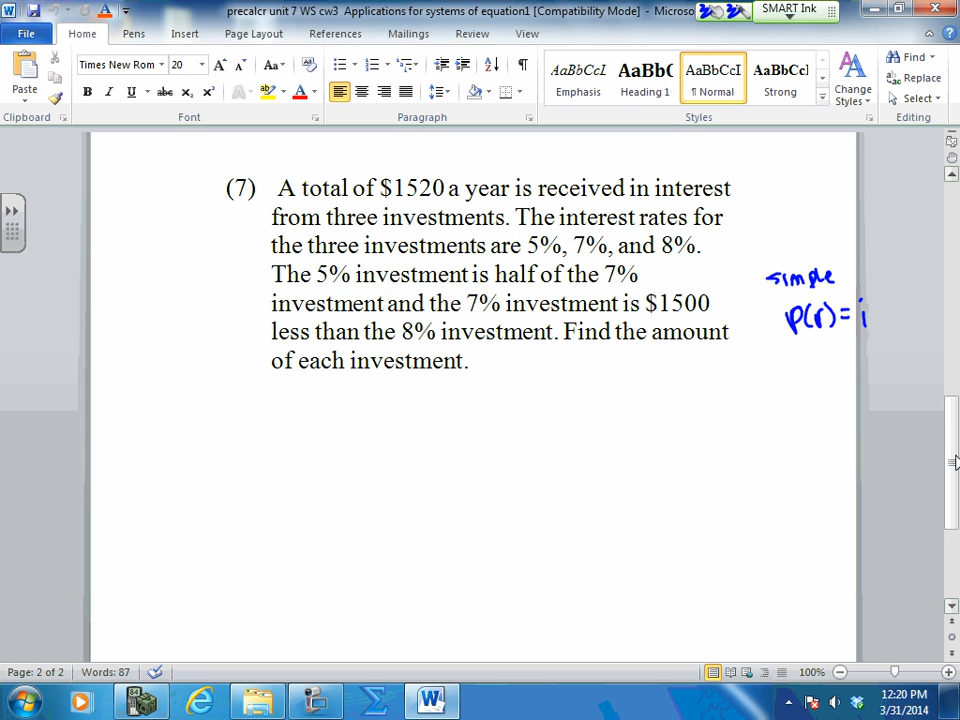 precalcr unit 7 WS cw3 Applications for systems of equation1 [Compatibility Mode] - Microso
SMART Ink
File Home Pens Insert Page Layout References Mailings Review View
Times New Rom 20
Paste
AaBbCcI AaBbC AaBbCcI AaBbCcl
Emphasis Heading 1 ¶ Normal Strong
Change Styles
Find
Replace
Select
Clipboard Font Paragraph Styles Editing
(7) A total of $1520 a year is received in interest
from three investments. The interest rates for
the three investments are 5%, 7%, and 8%.
The 5% investment is half of the 7%
investment and the 7% investment is $1500
less than the 8% investment. Find the amount
of each investment.
simple
p(r) = i
Page: 2 of 2 Words: 87 100%
12:20 PM
3/31/2014